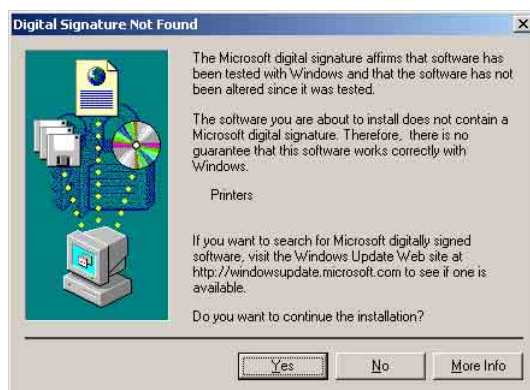 Digital Signature Not Found
The Microsoft digital signature affirms that software has
been tested with Windows and that the software has not
been altered since it was tested.
The software you are about to install does not contain a
Microsoft digital signature. Therefore, there is no
guarantee that this software works correctly with
Windows.
Printers
If you want to search for Microsoft digitally signed
software, visit the Windows Update Web site at
http://windowsupdate.microsoft.com to see if one is
available.
Do you want to continue the installation?
Yes
No
More Info